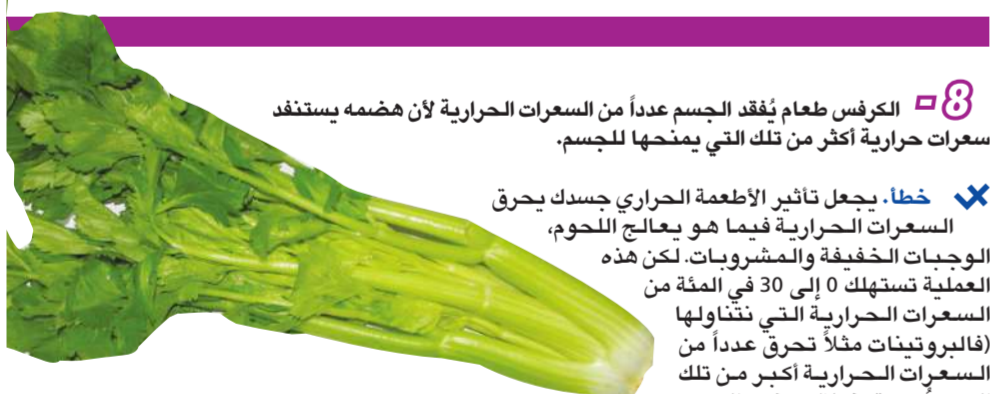 8- الكرفس طعام يُفقد الجسم عدداً من السعرات الحرارية لأن هضمه يستنفد
سعرات حرارية أكثر من تلك التي يمنحها للجسم.
خطأ. يجعل تأثير الأطعمة الحراري جسدك يحرق
السعرات الحرارية فيما هو يعالج اللحوم،
الوجبات الخفيفة والمشروبات. لكن هذه
العملية تستهلك 0 إلى 30 في المئة من
السعرات الحرارية التي نتناولها
(فالبروتينات مثلاً تحرق عدداً من
السعرات الحرارية أكبر من تلك